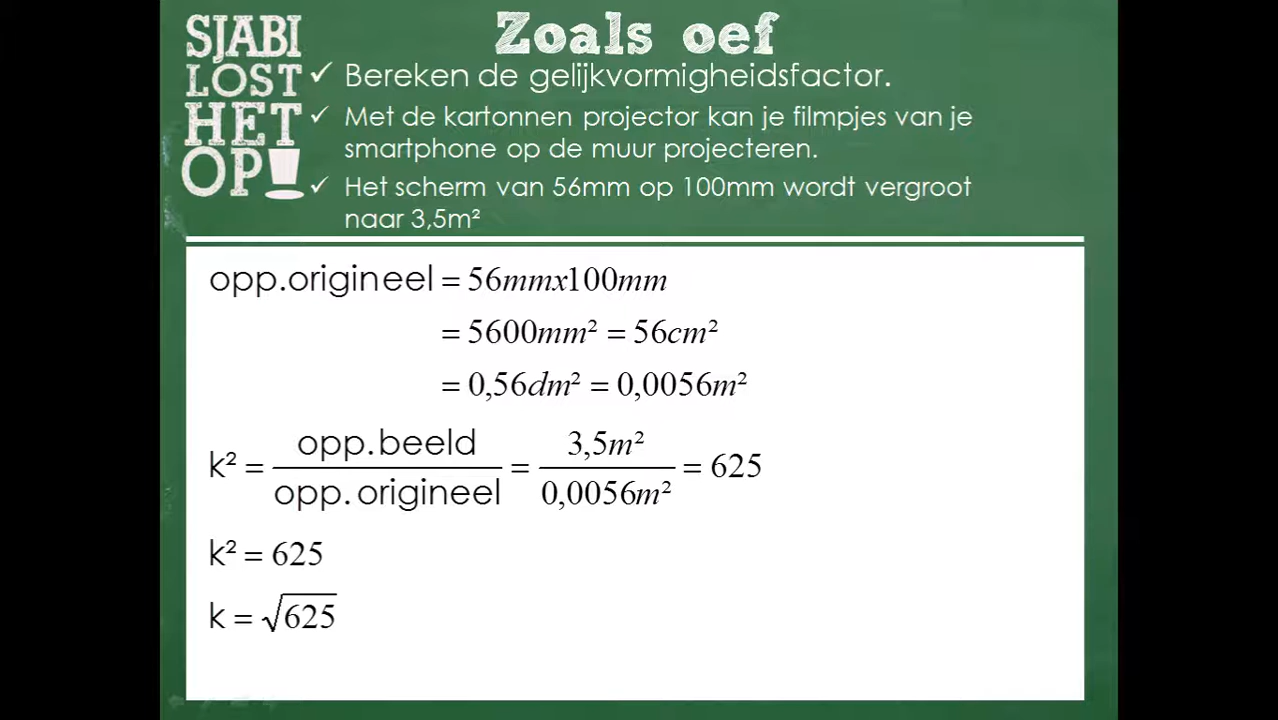 SJABI
LOST
HET
OP
Zoals oef
✓ Bereken de gelijkvormigheidsfactor.
✓ Met de kartonnen projector kan je filmpjes van je
smartphone op de muur projecteren.
✓ Het scherm van 56mm op 100mm wordt vergroot
naar 3,5m²
opp.origineel = 56mmx100mm
= 5600mm² = 56cm²
= 0,56dm² = 0,0056m²
k² = opp.beeld / opp.origineel = 3,5m² / 0,0056m² = 625
k² = 625
k = √625